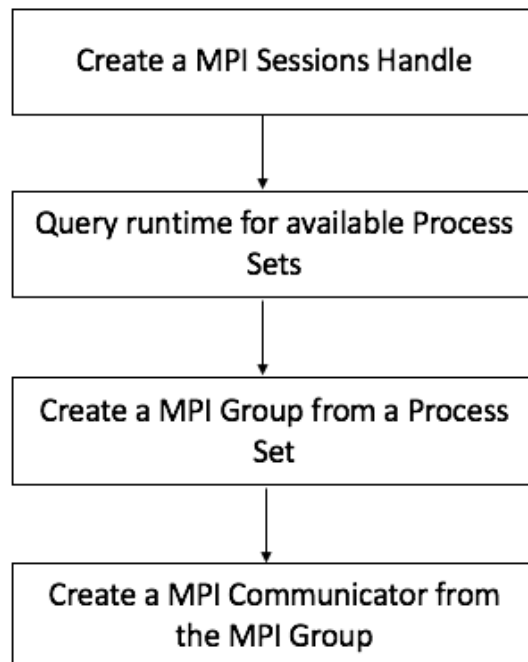 Create a MPI Sessions Handle
Query runtime for available Process
Sets
Create a MPI Group from a Process
Set
Create a MPI Communicator from
the MPI Group